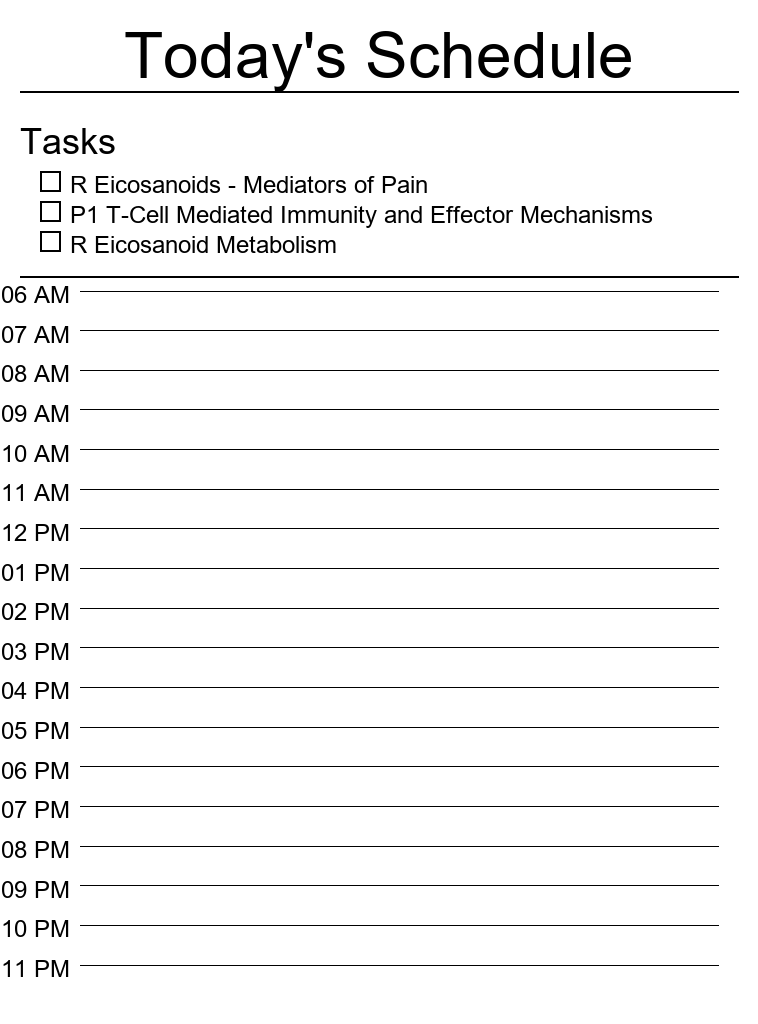 Today's Schedule
Tasks
R Eicosanoids - Mediators of Pain
P1 T-Cell Mediated Immunity and Effector Mechanisms
R Eicosanoid Metabolism
06 AM
07 AM
08 AM
09 AM
10 AM
11 AM
12 PM
01 PM
02 PM
03 PM
04 PM
05 PM
06 PM
07 PM
08 PM
09 PM
10 PM
11 PM